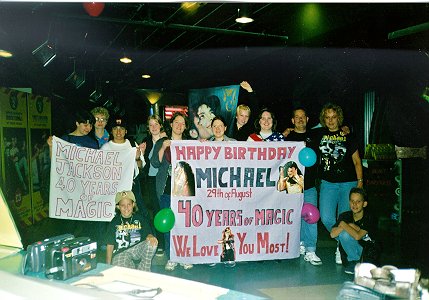 MICHAEL
JACKSON
40 YEARS
OF
MAGIC
HAPPY BIRTHDAY
MICHAEL
29th of August
40 YEARS OF MAGIC
WE LOVE YOU MOST!